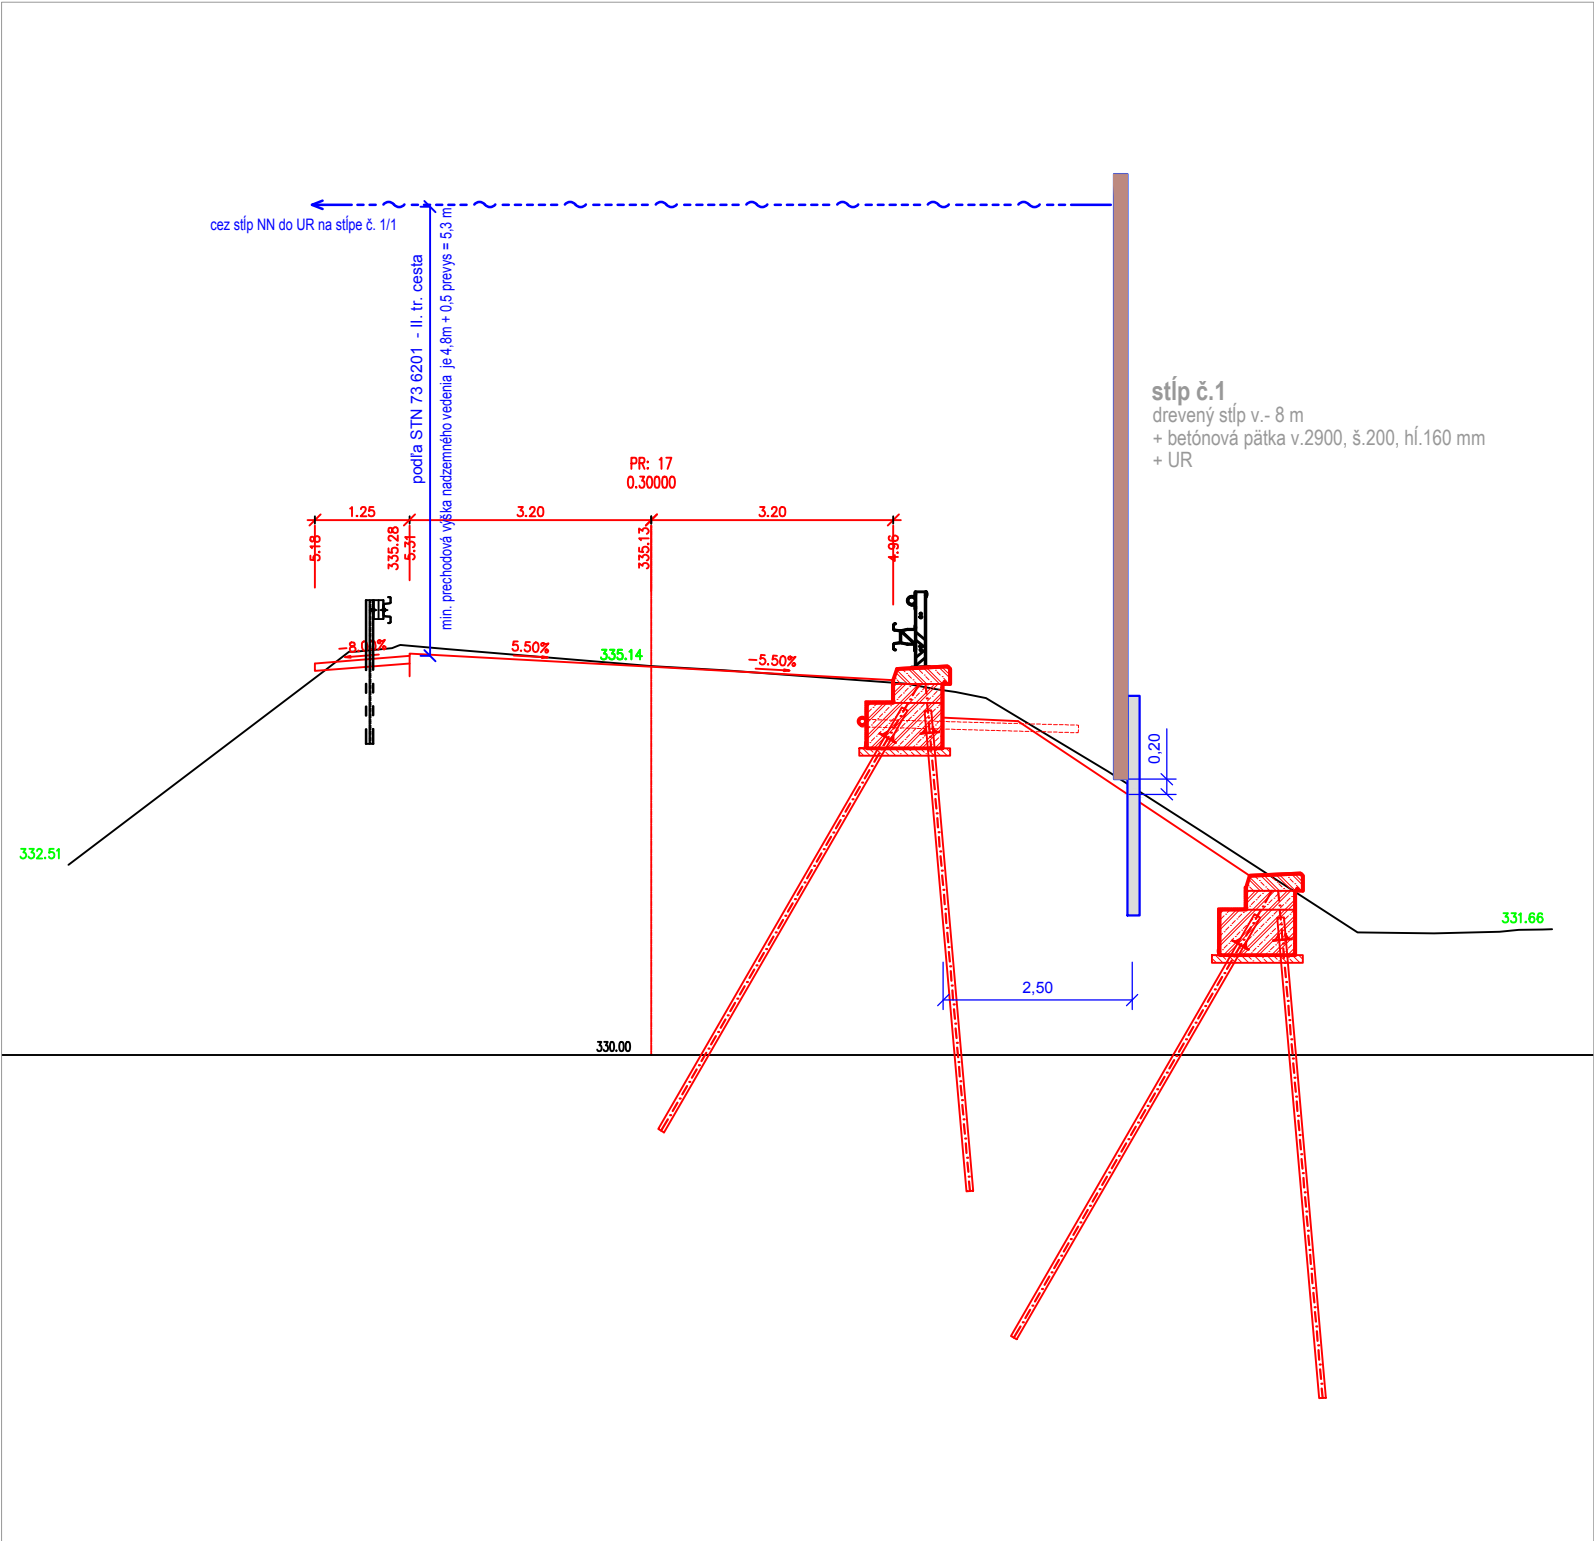 cez stĺp NN do UR na stĺpe č. 1/1
podľa STN 73 6201 - II. tr. cesta
min. prechodová výška nadzemného vedenia je 4,8m + 0,5 prevys = 5,3 m
stĺp č.1
drevený stĺp v.- 8 m
+ betónová pätka v.2900, š.200, hĺ.160 mm
+ UR
PR: 17
0.30000
1.25
3.20
3.20
5.18
335.28
5.31
335.13
4.96
-8.00%
5.50%
335.14
-5.50%
0,20
332.51
331.66
2,50
330.00